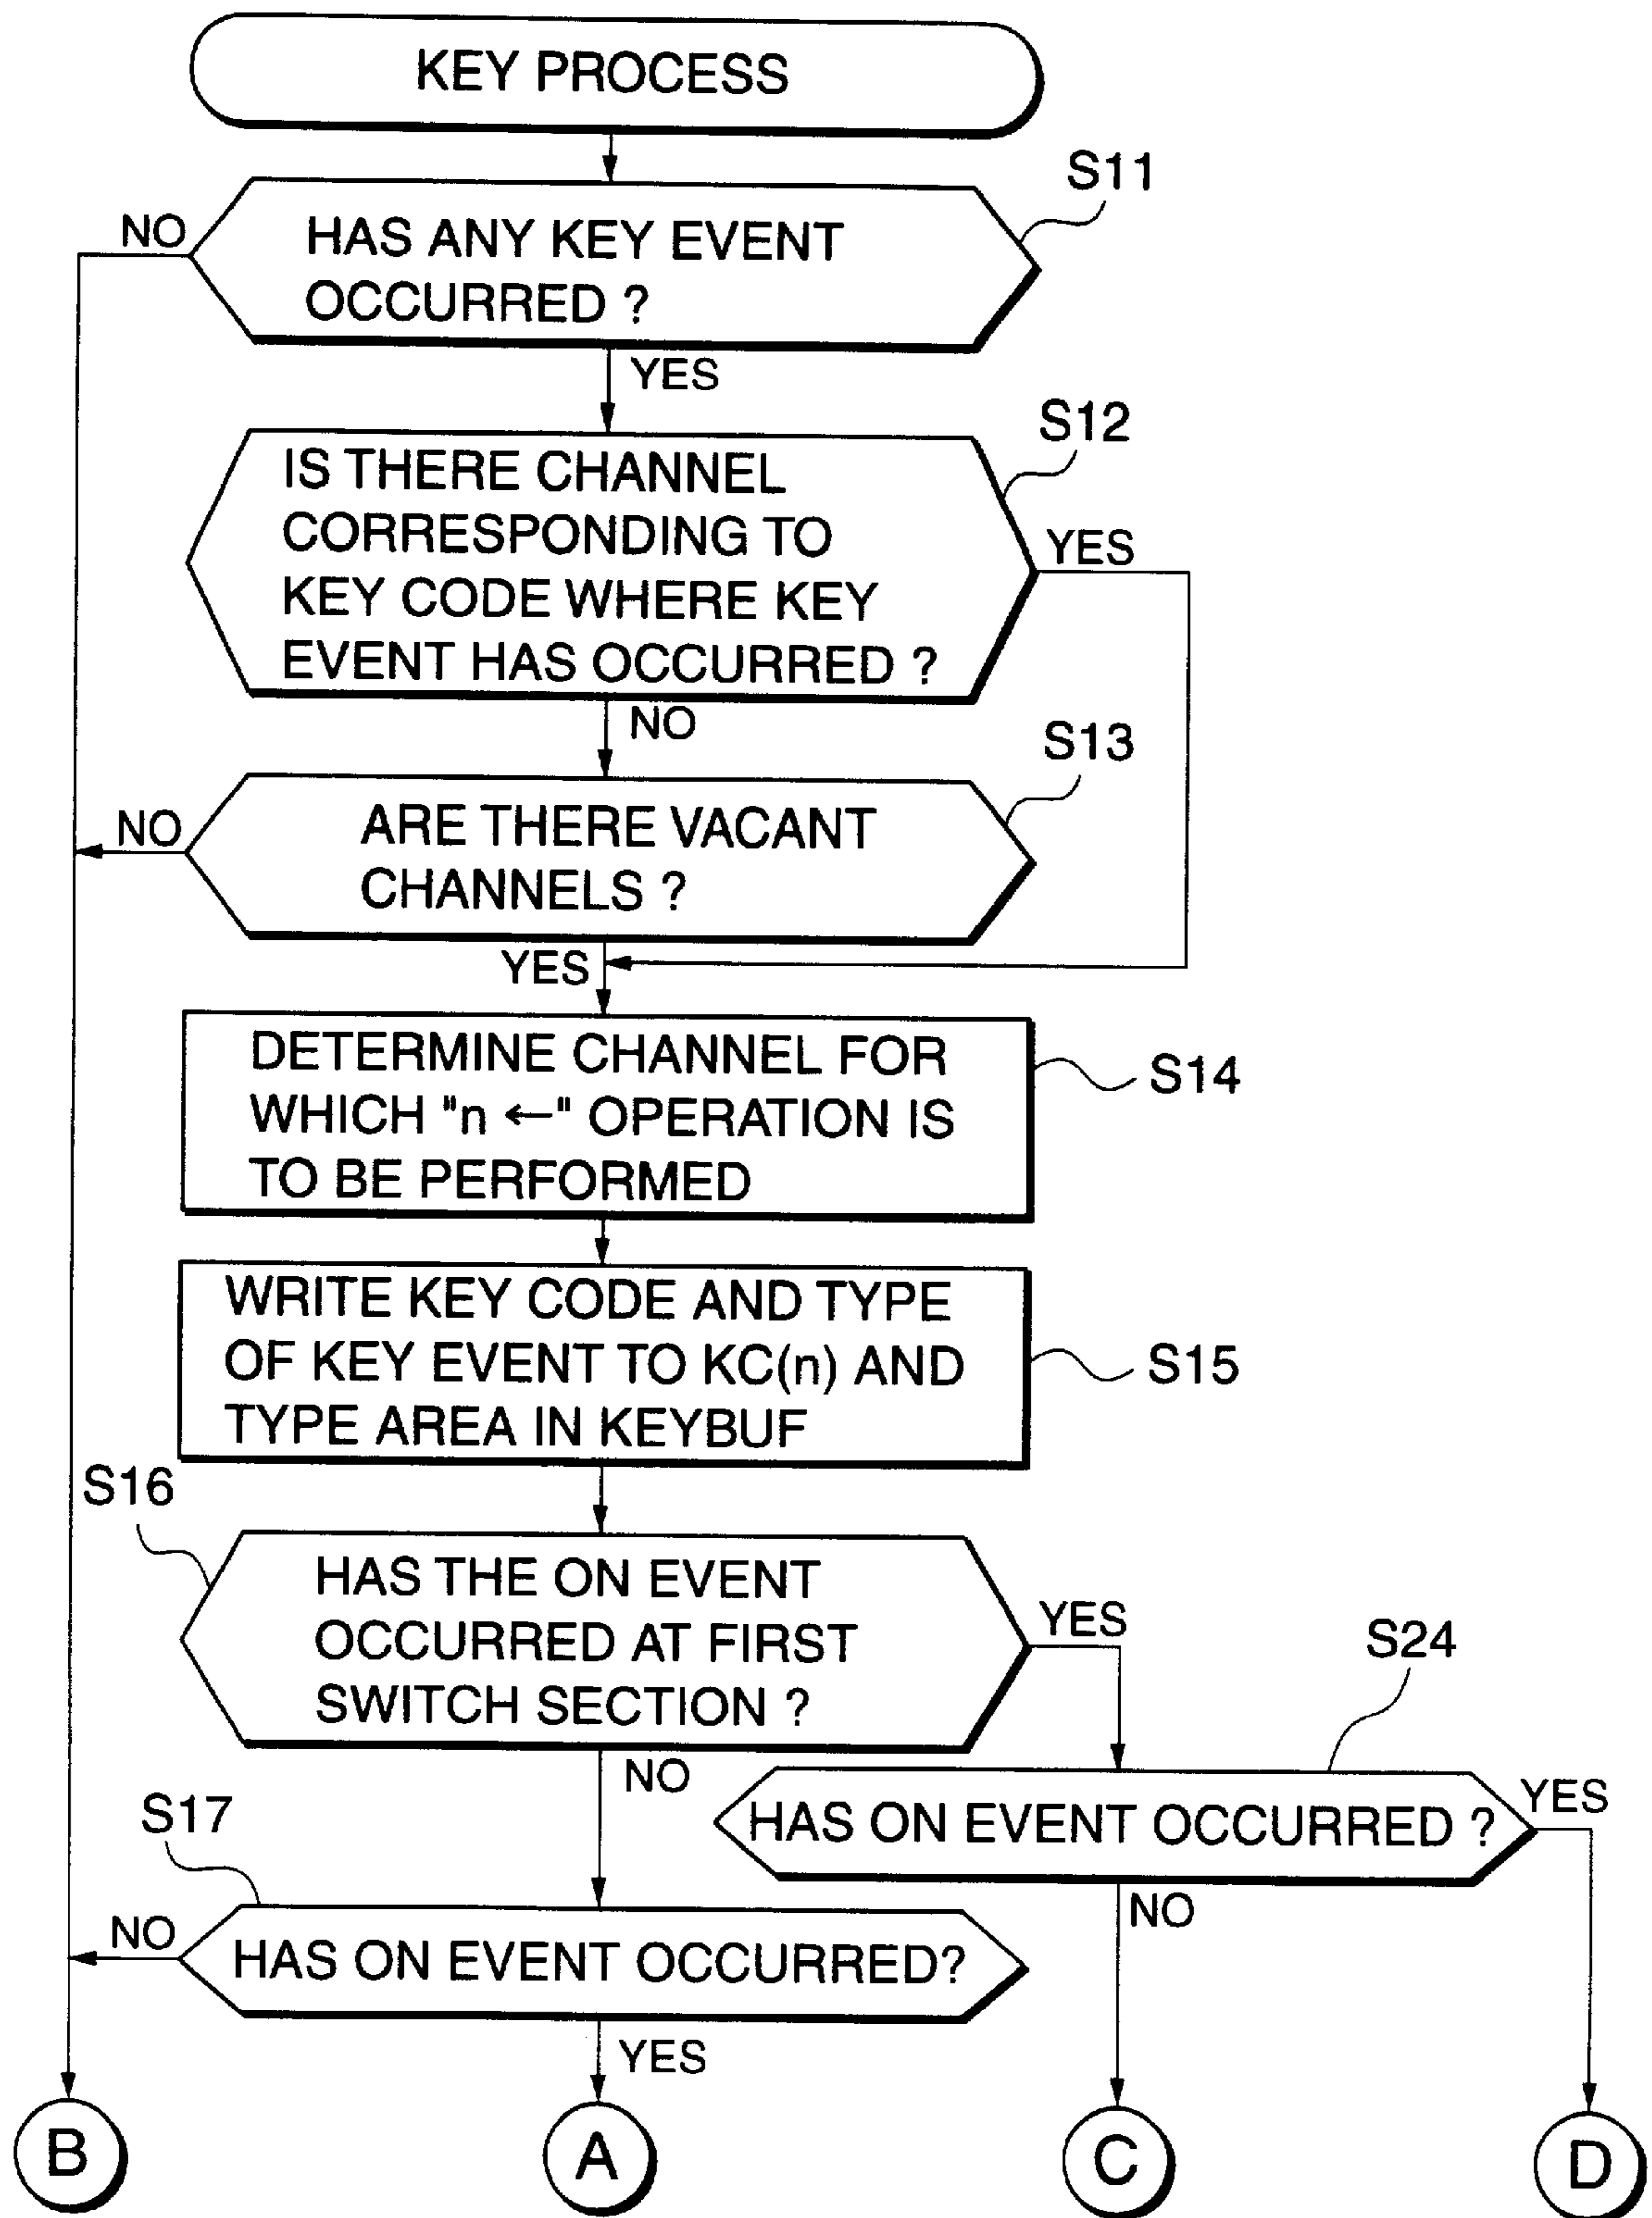 KEY PROCESS
S11
NO
HAS ANY KEY EVENT
OCCURRED ?
YES
S12
IS THERE CHANNEL
CORRESPONDING TO
KEY CODE WHERE KEY
EVENT HAS OCCURRED ?
YES
NO
S13
NO
ARE THERE VACANT
CHANNELS ?
YES
DETERMINE CHANNEL FOR
WHICH "n ←" OPERATION IS
TO BE PERFORMED
S14
WRITE KEY CODE AND TYPE
OF KEY EVENT TO KC(n) AND
TYPE AREA IN KEYBUF
S15
S16
HAS THE ON EVENT
OCCURRED AT FIRST
SWITCH SECTION ?
YES
NO
S24
HAS ON EVENT OCCURRED ?
YES
NO
S17
NO
HAS ON EVENT OCCURRED?
YES
B
A
C
D